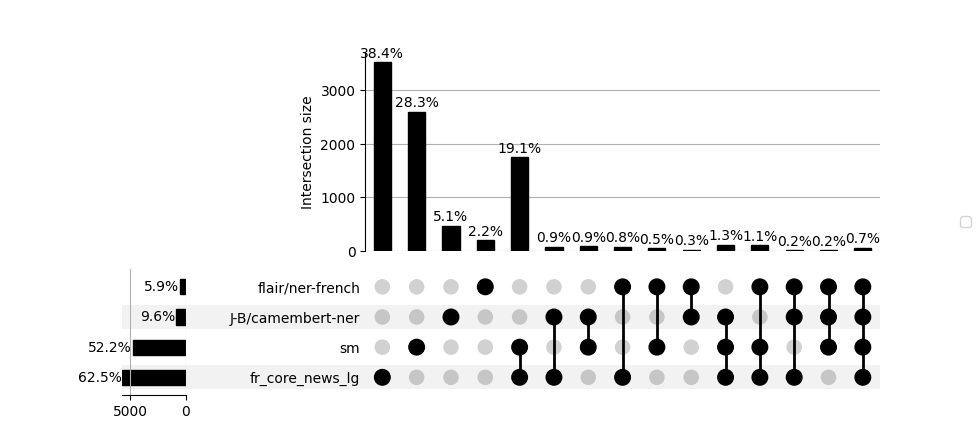 38.4%
3000
28.3%
2000
19.1%
1000
5.1%
2.2%
0.9% 0.9% 0.8% 0.5% 0.3% 1.3% 1.1% 0.2% 0.2% 0.7%
0
Intersection size
5.9% flair/ner-french
9.6% J-B/camembert-ner
52.2% sm
62.5% fr_core_news_lg
5000 0